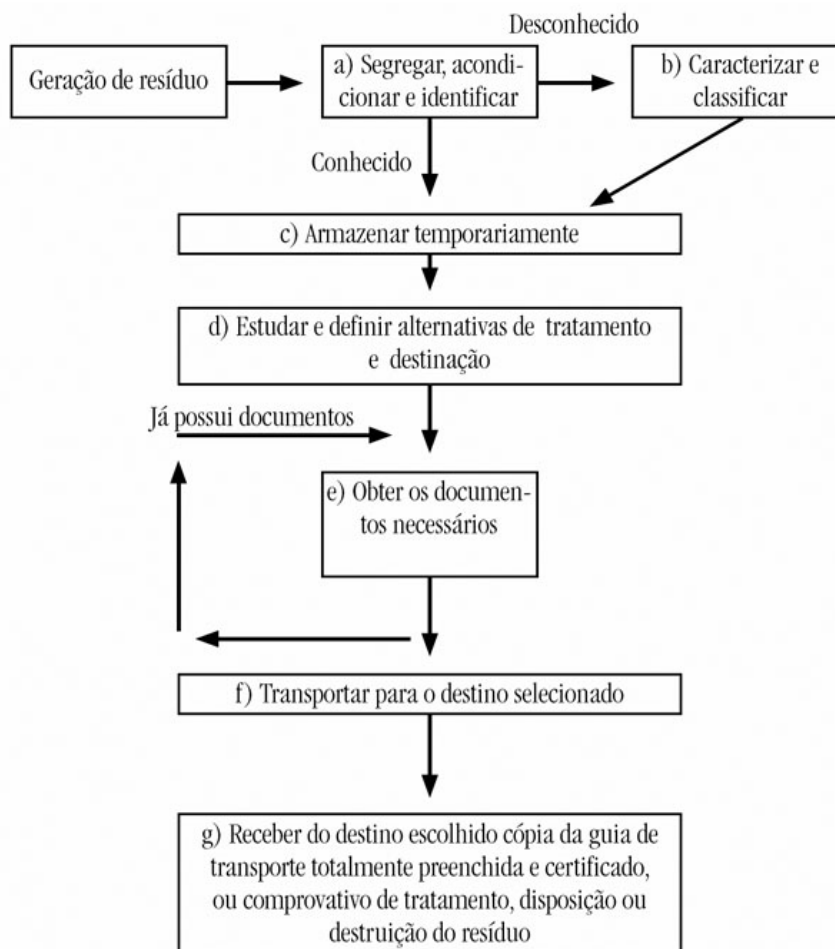 Desconhecido
Geração de resíduo
a) Segregar, acondi-
cionar e identificar
b) Caracterizar e
classificar
Conhecido
c) Armazenar temporariamente
d) Estudar e definir alternativas de tratamento
e destinação
Já possui documentos
e) Obter os documen-
tos necessários
f) Transportar para o destino selecionado
g) Receber do destino escolhido cópia da guia de
transporte totalmente preenchida e certificado,
ou comprovativo de tratamento, disposição ou
destruição do resíduo